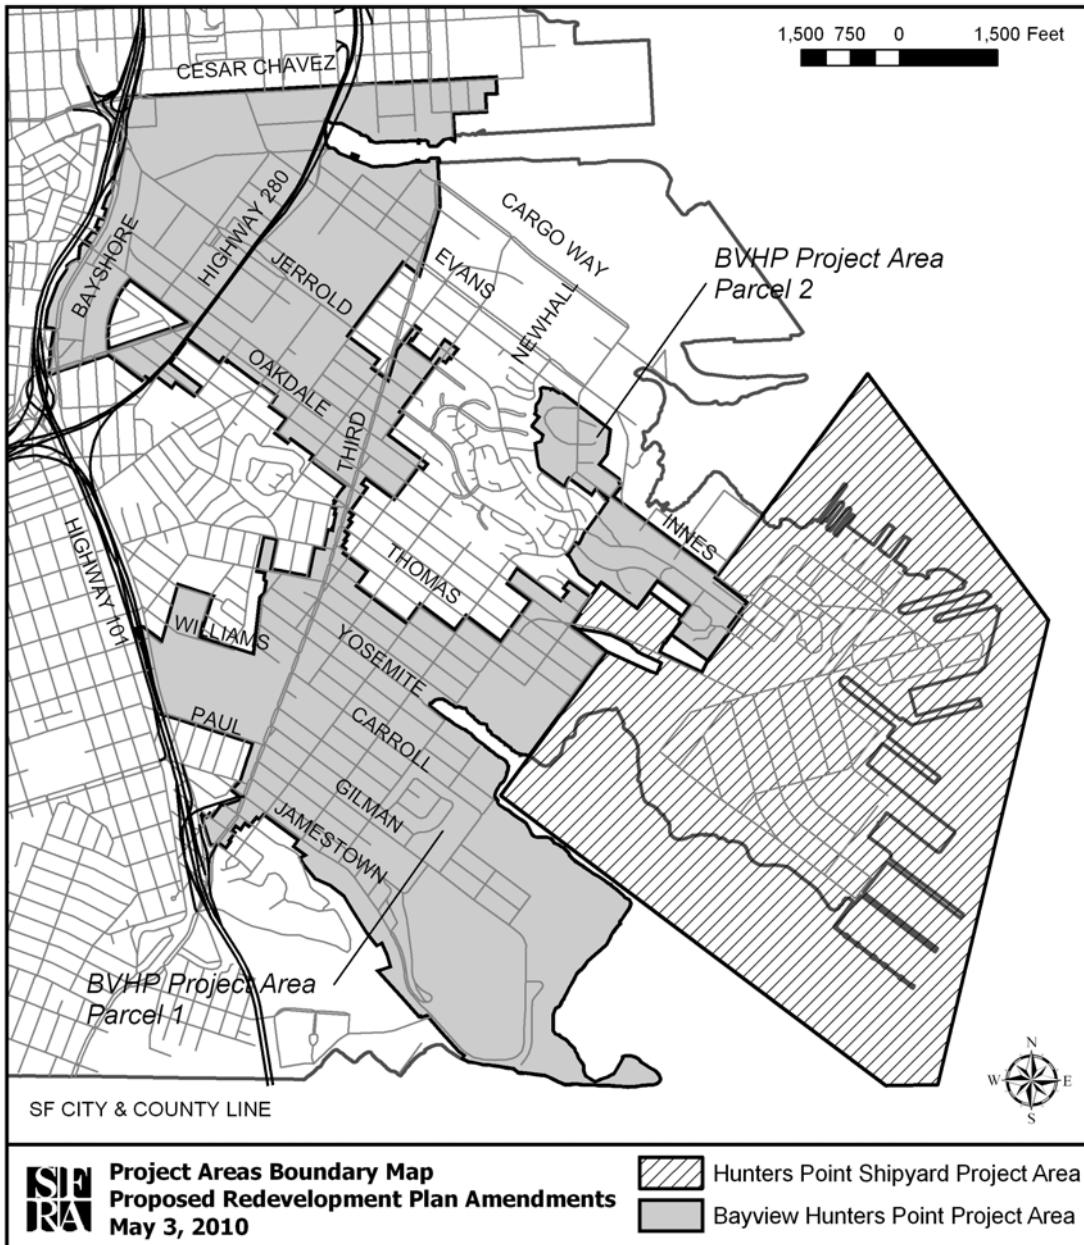 1,500 750 0 1,500 Feet
CESAR CHAVEZ
HIGHWAY 280
BAYSHORE
JERROLD
CARGO WAY
EVANS
NEWHALL
BVHP Project Area
Parcel 2
OAKDALE
THIRD
INNES
HIGHWAY 101
THOMAS
WILLIAMS
YOSEMITE
PAUL
CARROLL
GILMAN
JAMESTOWN
BVHP Project Area
Parcel 1
N
W E
S
SF CITY & COUNTY LINE
SF
RA
Project Areas Boundary Map
Proposed Redevelopment Plan Amendments
May 3, 2010
Hunters Point Shipyard Project Area
Bayview Hunters Point Project Area